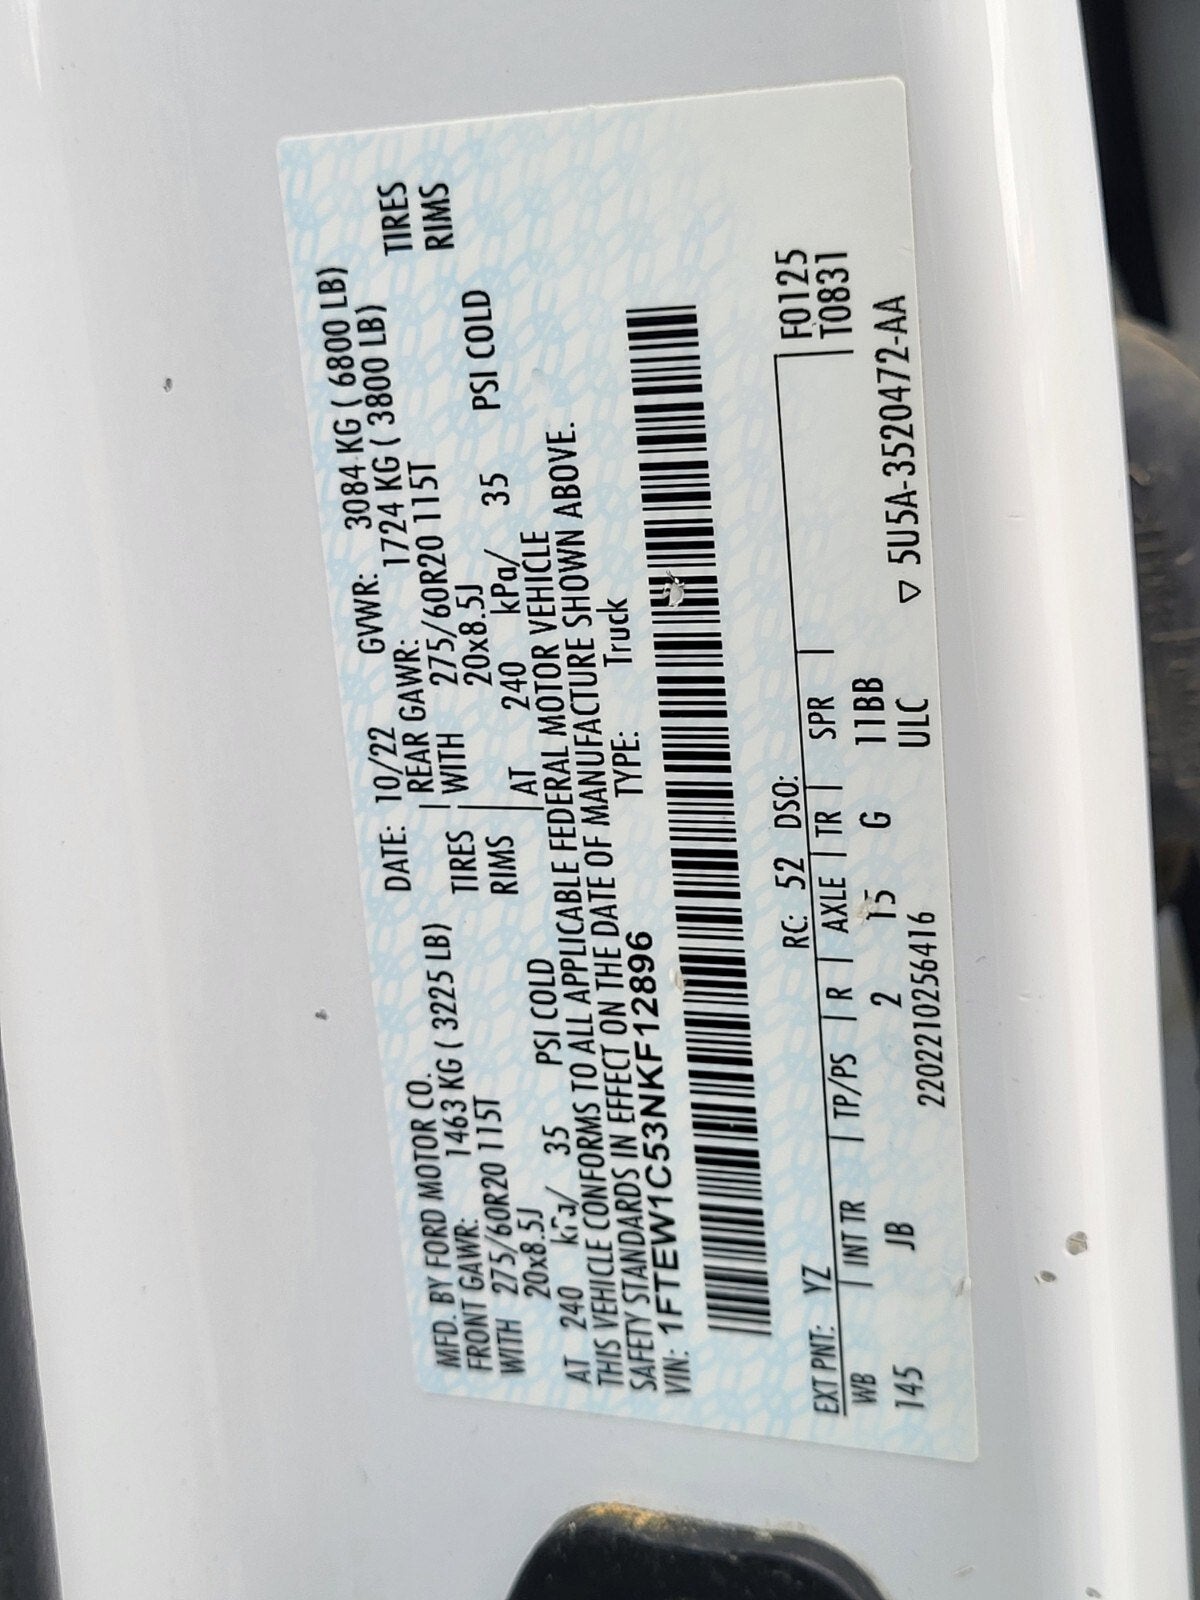 MFD. BY FORD MOTOR CO. DATE: 10/22 GVWR: 3084 KG ( 6800 LB)
FRONT GAWR: 1463 KG ( 3225 LB) REAR GAWR: 1724 KG ( 3800 LB)
WITH 275/60R20 115T TIRES WITH 275/60R20 115T TIRES
20x8.5J RIMS 20x8.5J RIMS
AT 240 kPa/ 35 PSI COLD AT 240 kPa/ 35 PSI COLD
THIS VEHICLE CONFORMS TO ALL APPLICABLE FEDERAL MOTOR VEHICLE
SAFETY STANDARDS IN EFFECT ON THE DATE OF MANUFACTURE SHOWN ABOVE.
VIN: 1FTEW1C53NKF12896 TYPE: Truck
EXT PNT: YZ RC: 52 DSO: F0125
WB INT TR TP/PS R AXLE TR SPR T0831
145 JB 2 15 G 11BB
2202210256416 ULC ▽ 5U5A-3520472-AA